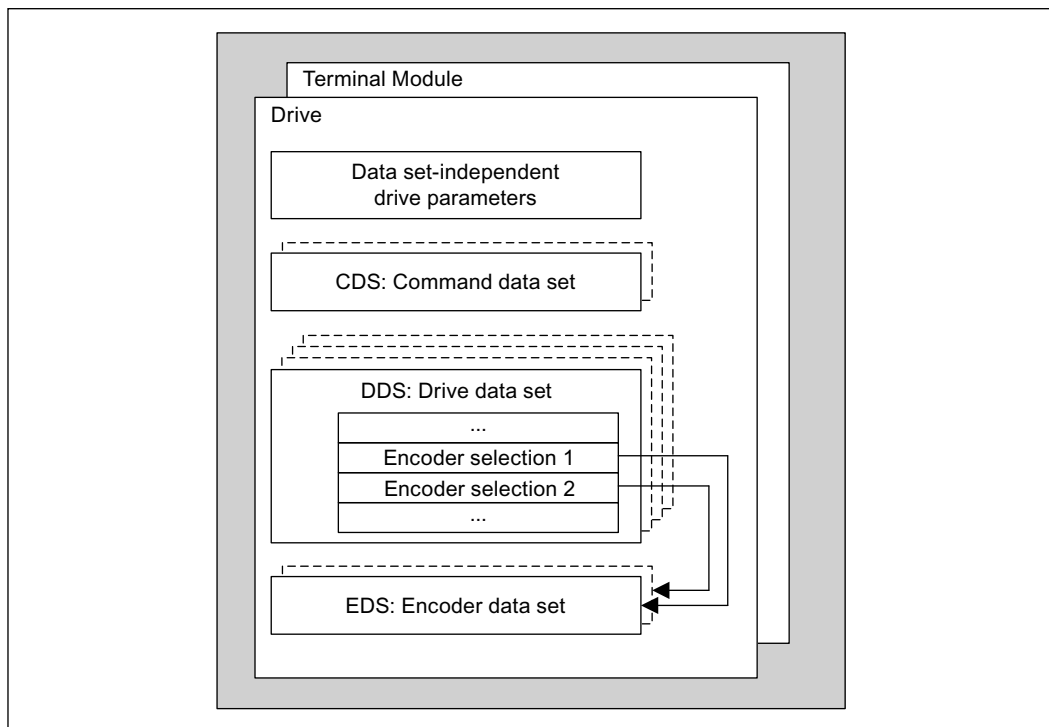 Terminal Module
Drive
Data set-independent
drive parameters
CDS: Command data set
DDS: Drive data set
...
Encoder selection 1
Encoder selection 2
...
EDS: Encoder data set